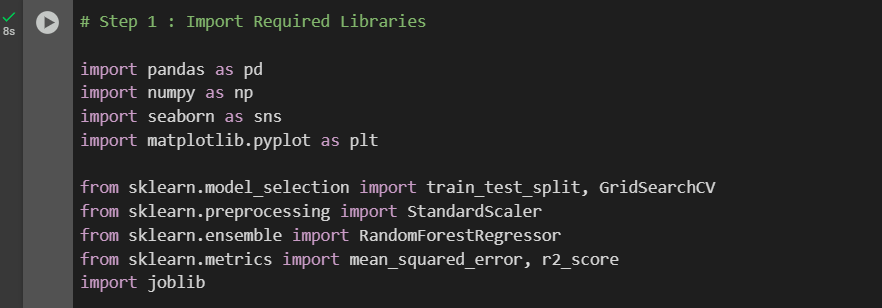 # Step 1 : Import Required Libraries
8s
import pandas as pd
import numpy as np
import seaborn as sns
import matplotlib.pyplot as plt
from sklearn.model_selection import train_test_split, GridSearchCV
from sklearn.preprocessing import StandardScaler
from sklearn.ensemble import RandomForestRegressor
from sklearn.metrics import mean_squared_error, r2_score
import joblib